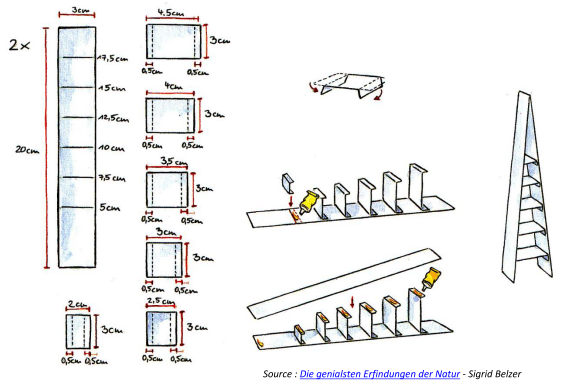 3cm
2x
17,5cm
15cm
12,5cm
10cm
7,5cm
5cm
20cm
4.5cm
3cm
0,5cm 0,5cm
4cm
3cm
0,5cm 0,5cm
3,5cm
3cm
0,5cm 0,5cm
3cm
3cm
0,5cm 0,5cm
2cm
3cm
0,5cm 0,5cm
2,5cm
3cm
0,5cm 0,5cm
Source : Die genialsten Erfindungen der Natur - Sigrid Belzer